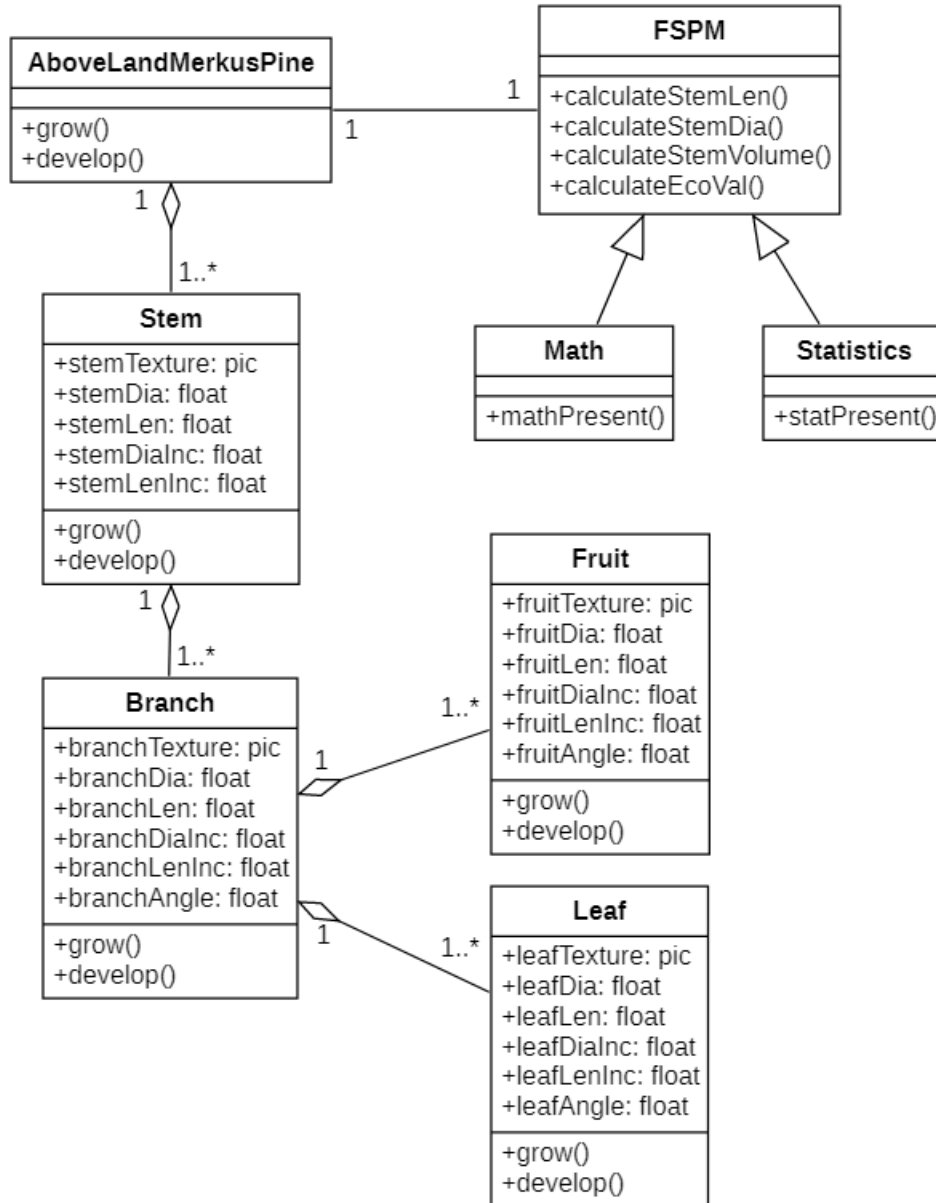 AboveLandMerkusPine
+grow()
+develop()
1
1
FSPM
+calculateStemLen()
+calculateStemDia()
+calculateStemVolume()
+calculateEcoVal()
1
1..*
Stem
+stemTexture: pic
+stemDia: float
+stemLen: float
+stemDiaInc: float
+stemLenInc: float
+grow()
+develop()
Math
+mathPresent()
Statistics
+statPresent()
1
1..*
Branch
+branchTexture: pic
+branchDia: float
+branchLen: float
+branchDiaInc: float
+branchLenInc: float
+branchAngle: float
+grow()
+develop()
1
1..*
Fruit
+fruitTexture: pic
+fruitDia: float
+fruitLen: float
+fruitDiaInc: float
+fruitLenInc: float
+fruitAngle: float
+grow()
+develop()
1
1..*
Leaf
+leafTexture: pic
+leafDia: float
+leafLen: float
+leafDiaInc: float
+leafLenInc: float
+leafAngle: float
+grow()
+develop()